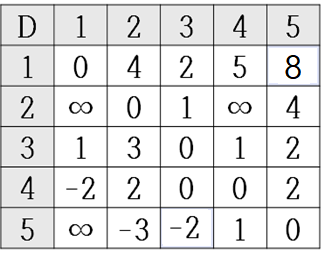 D 1 2 3 4 5
1 0 4 2 5 8
2 ∞ 0 1 ∞ 4
3 1 3 0 1 2
4 -2 2 0 0 2
5 ∞ -3 -2 1 0